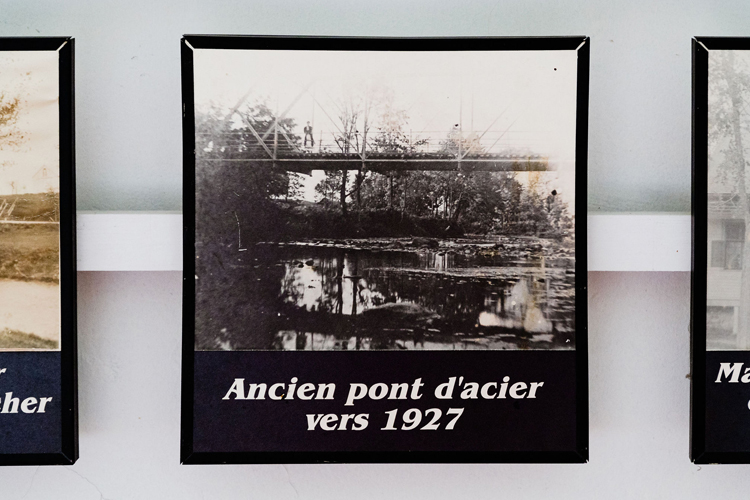 Ancien pont d'acier
vers 1927